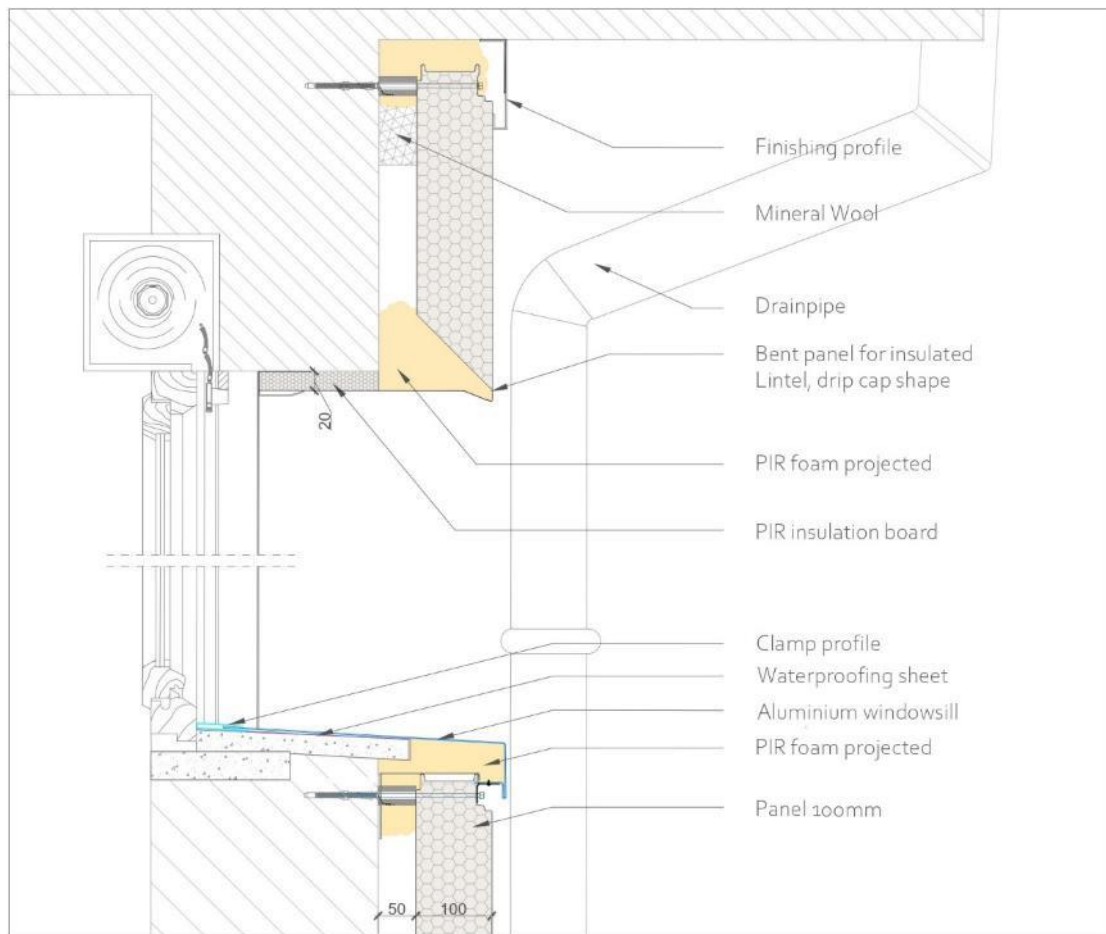 Finishing profile
Mineral Wool
Drainpipe
Bent panel for insulated
Lintel, drip cap shape
20
PIR foam projected
PIR insulation board
Clamp profile
Waterproofing sheet
Aluminium windowsill
PIR foam projected
Panel 100mm
50
100